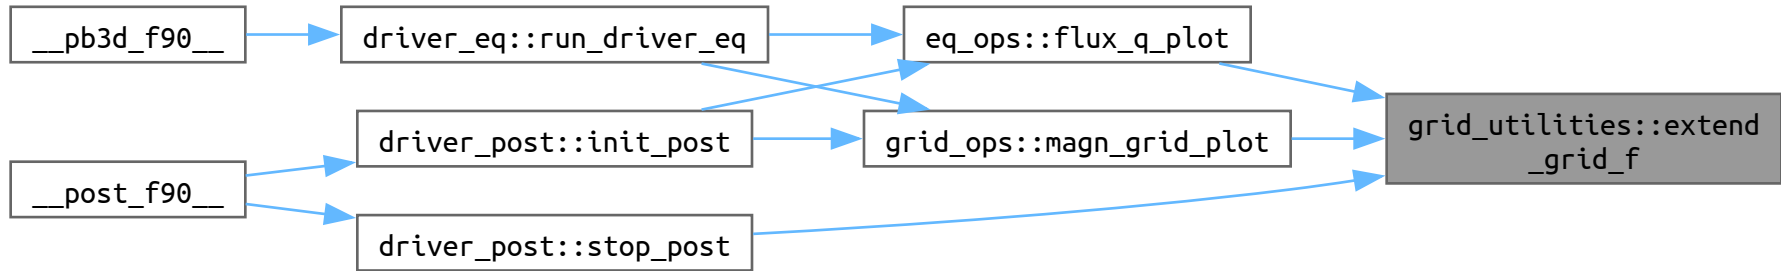 __pb3d_f90__
driver_eq::run_driver_eq
eq_ops::flux_q_plot
driver_post::init_post
grid_ops::magn_grid_plot
grid_utilities::extend
_grid_f
__post_f90__
driver_post::stop_post